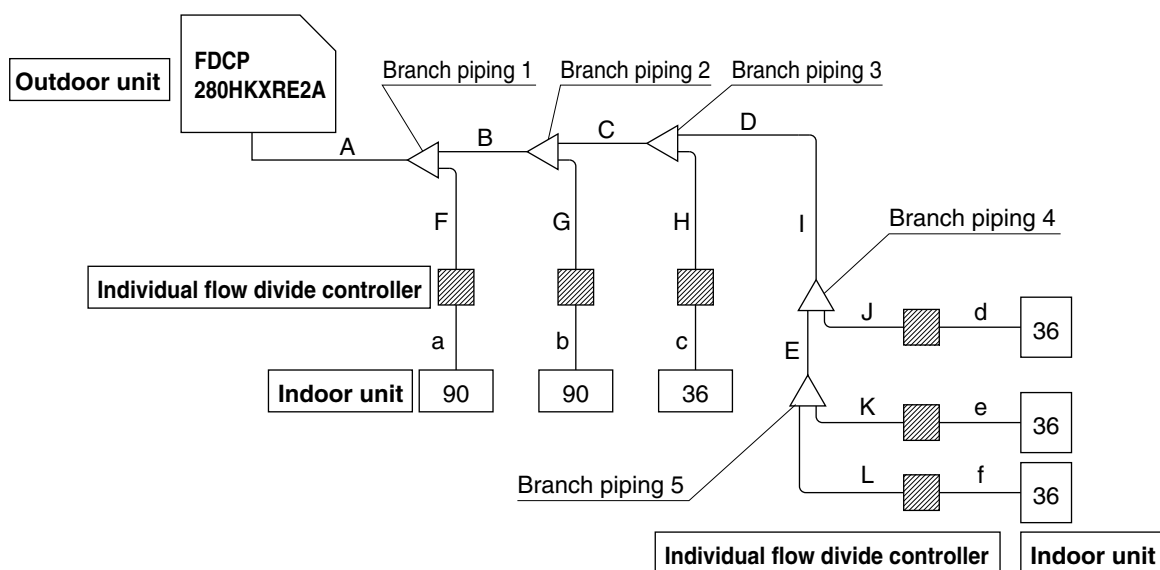 FDCP
280HKXRE2A
Outdoor unit
Branch piping 1
Branch piping 2
Branch piping 3
A
B
C
D
F
G
H
I
Branch piping 4
Individual flow divide controller
J
d
36
a
b
c
E
Indoor unit
90
90
36
K
e
36
Branch piping 5
L
f
36
Individual flow divide controller
Indoor unit